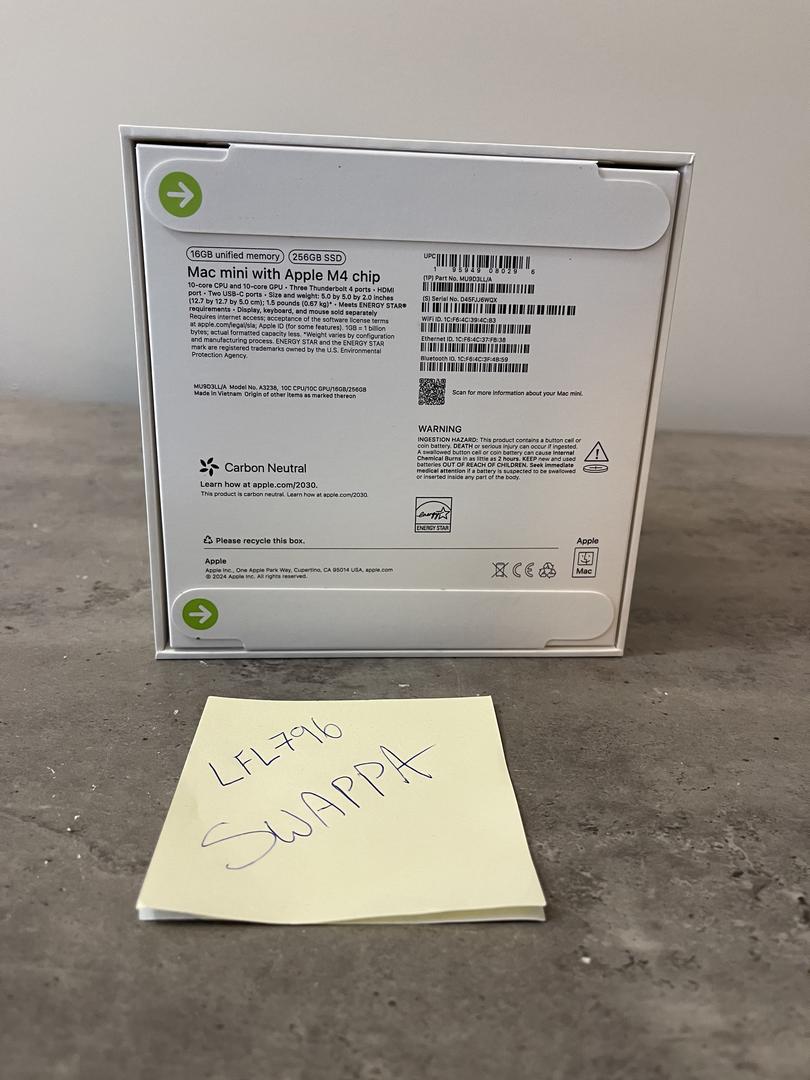 16GB unified memory 256GB SSD
Mac mini with Apple M4 chip
10-core CPU and 10-core GPU • Three Thunderbolt 4 ports • HDMI
port • Two USB-C ports • Size and weight: 5.0 by 5.0 by 2.0 inches
(12.7 by 12.7 by 5.0 cm); 1.5 pounds (0.67 kg)* • Meets ENERGY STAR®
requirements • Display, keyboard, and mouse sold separately
Requires internet access; acceptance of the software license terms
at apple.com/legal/sla; Apple ID (for some features). 1GB = 1 billion
bytes; actual formatted capacity less. *Weight varies by configuration
and manufacturing process. ENERGY STAR and the ENERGY STAR
mark are registered trademarks owned by the U.S. Environmental
Protection Agency.
MU9D3LL/A Model No. A3238, 10C CPU/10C GPU/16GB/256GB
Made in Vietnam Origin of other items as marked thereon
UPC
1 95949 08029 6
(1P) Part No. MU9D3LL/A
(S) Serial No. D45FJJ6WQX
WiFi ID. 1C:F6:4C:39:4C:B3
Ethernet ID. 1C:F6:4C:37:FB:38
Bluetooth ID. 1C:F6:4C:3F:4B:59
Scan for more information about your Mac mini.
WARNING
INGESTION HAZARD: This product contains a button cell or
coin battery. DEATH or serious injury can occur if ingested.
A swallowed button cell or coin battery can cause Internal
Chemical Burns in as little as 2 hours. KEEP new and used
batteries OUT OF REACH OF CHILDREN. Seek immediate
medical attention if a battery is suspected to be swallowed
or inserted inside any part of the body.
Carbon Neutral
Learn how at apple.com/2030.
This product is carbon neutral. Learn how at apple.com/2030.
energy
ENERGY STAR
Please recycle this box.
Apple
Apple Inc., One Apple Park Way, Cupertino, CA 95014 USA, apple.com
© 2024 Apple Inc. All rights reserved.
CE
Apple
Mac
LFL796
SWAPPA